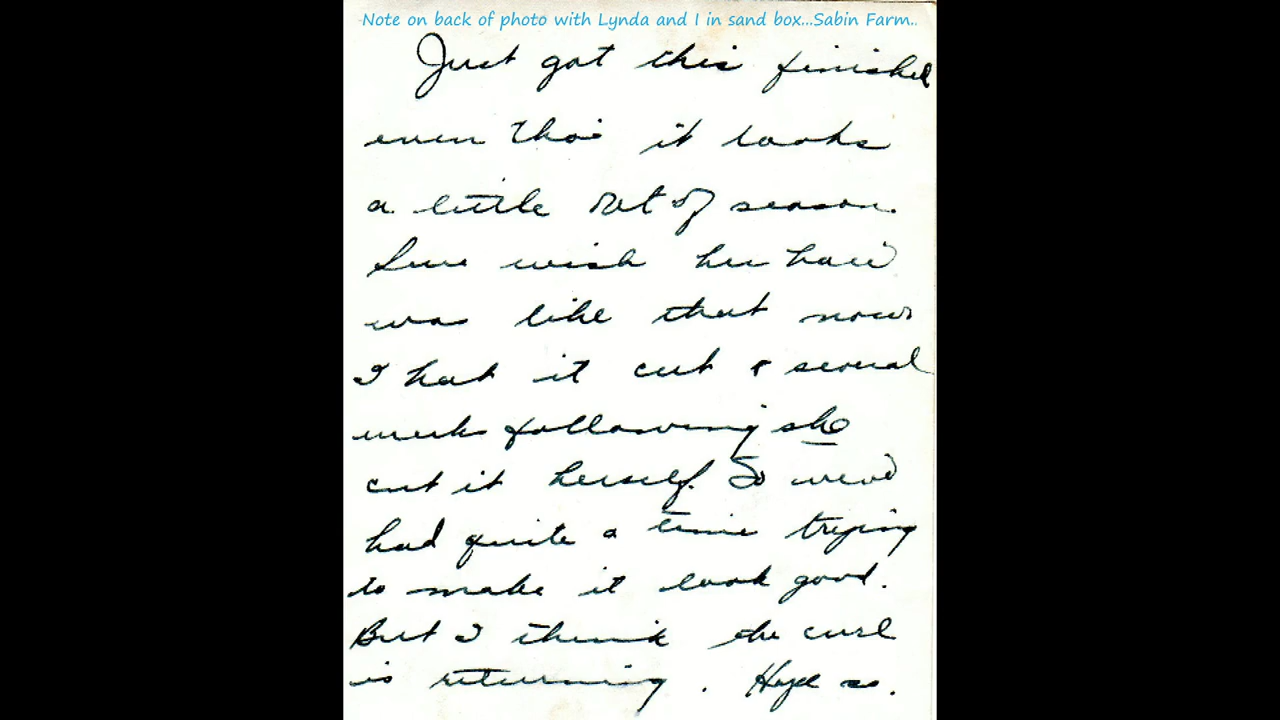 Note on back of photo with Lynda and I in sand box...Sabin Farm..
Just got this finished
even tho' it looks
a little out of season.
Sure wish her hair
was like that now
I had it cut & several
weeks following she
cut it herself. So we've
had quite a time trying
to make it look good.
But I think the curl
is returning. Hope so.